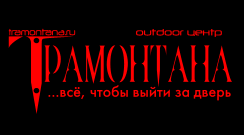 tramontana.ru outdoor центр
ТРАМОНТАНА
...всё, чтобы выйти за дверь